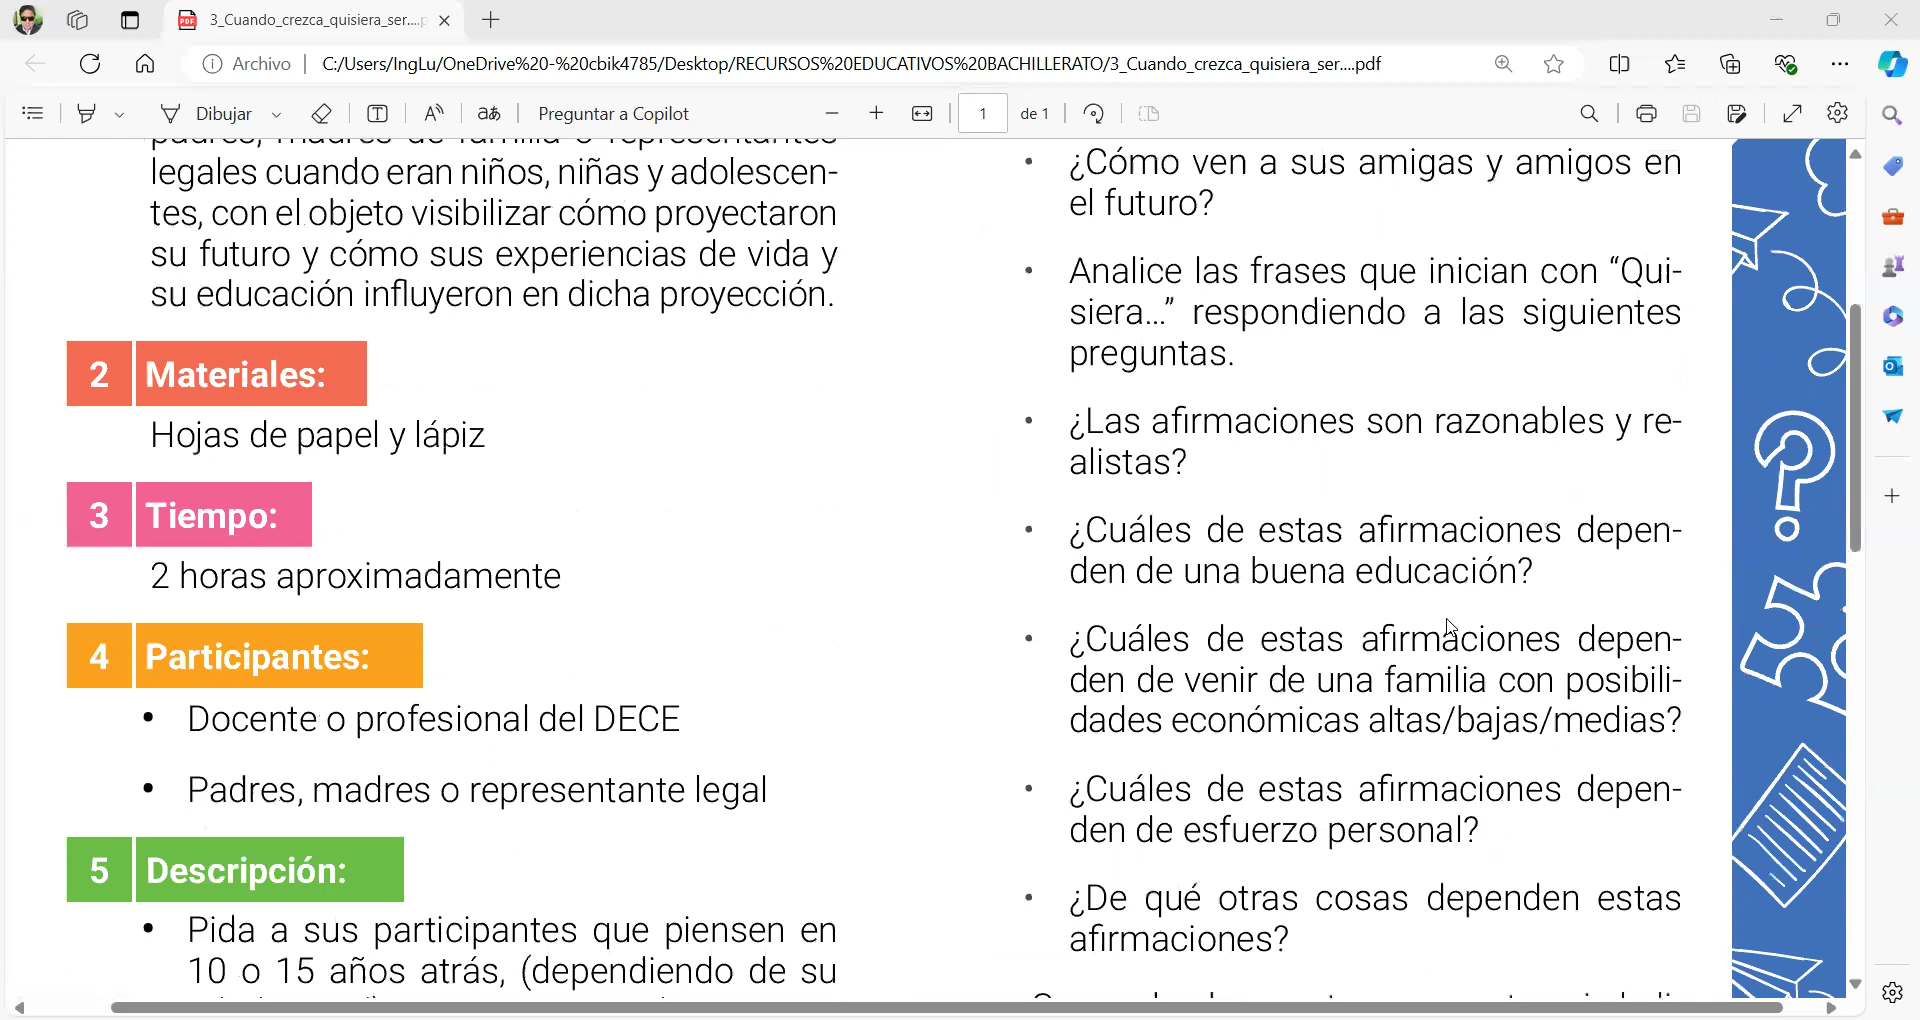 3_Cuando_crezca_quisiera_ser....p
Archivo
C:/Users/IngLu/OneDrive%20-%20cbik4785/Desktop/RECURSOS%20EDUCATIVOS%20BACHILLERATO/3_Cuando_crezca_quisiera_ser....pdf
Dibujar
Preguntar a Copilot
1
de 1
padres, madres de familia o representantes
legales cuando eran niños, niñas y adolescen-
tes, con el objeto visibilizar cómo proyectaron
su futuro y cómo sus experiencias de vida y
su educación influyeron en dicha proyección.
2 Materiales:
Hojas de papel y lápiz
3 Tiempo:
2 horas aproximadamente
4 Participantes:
• Docente o profesional del DECE
• Padres, madres o representante legal
5 Descripción:
• Pida a sus participantes que piensen en
10 o 15 años atrás, (dependiendo de su
• ¿Cómo ven a sus amigas y amigos en
el futuro?
• Analice las frases que inician con “Qui-
siera...” respondiendo a las siguientes
preguntas.
• ¿Las afirmaciones son razonables y re-
alistas?
• ¿Cuáles de estas afirmaciones depen-
den de una buena educación?
• ¿Cuáles de estas afirmaciones depen-
den de venir de una familia con posibili-
dades económicas altas/bajas/medias?
• ¿Cuáles de estas afirmaciones depen-
den de esfuerzo personal?
• ¿De qué otras cosas dependen estas
afirmaciones?